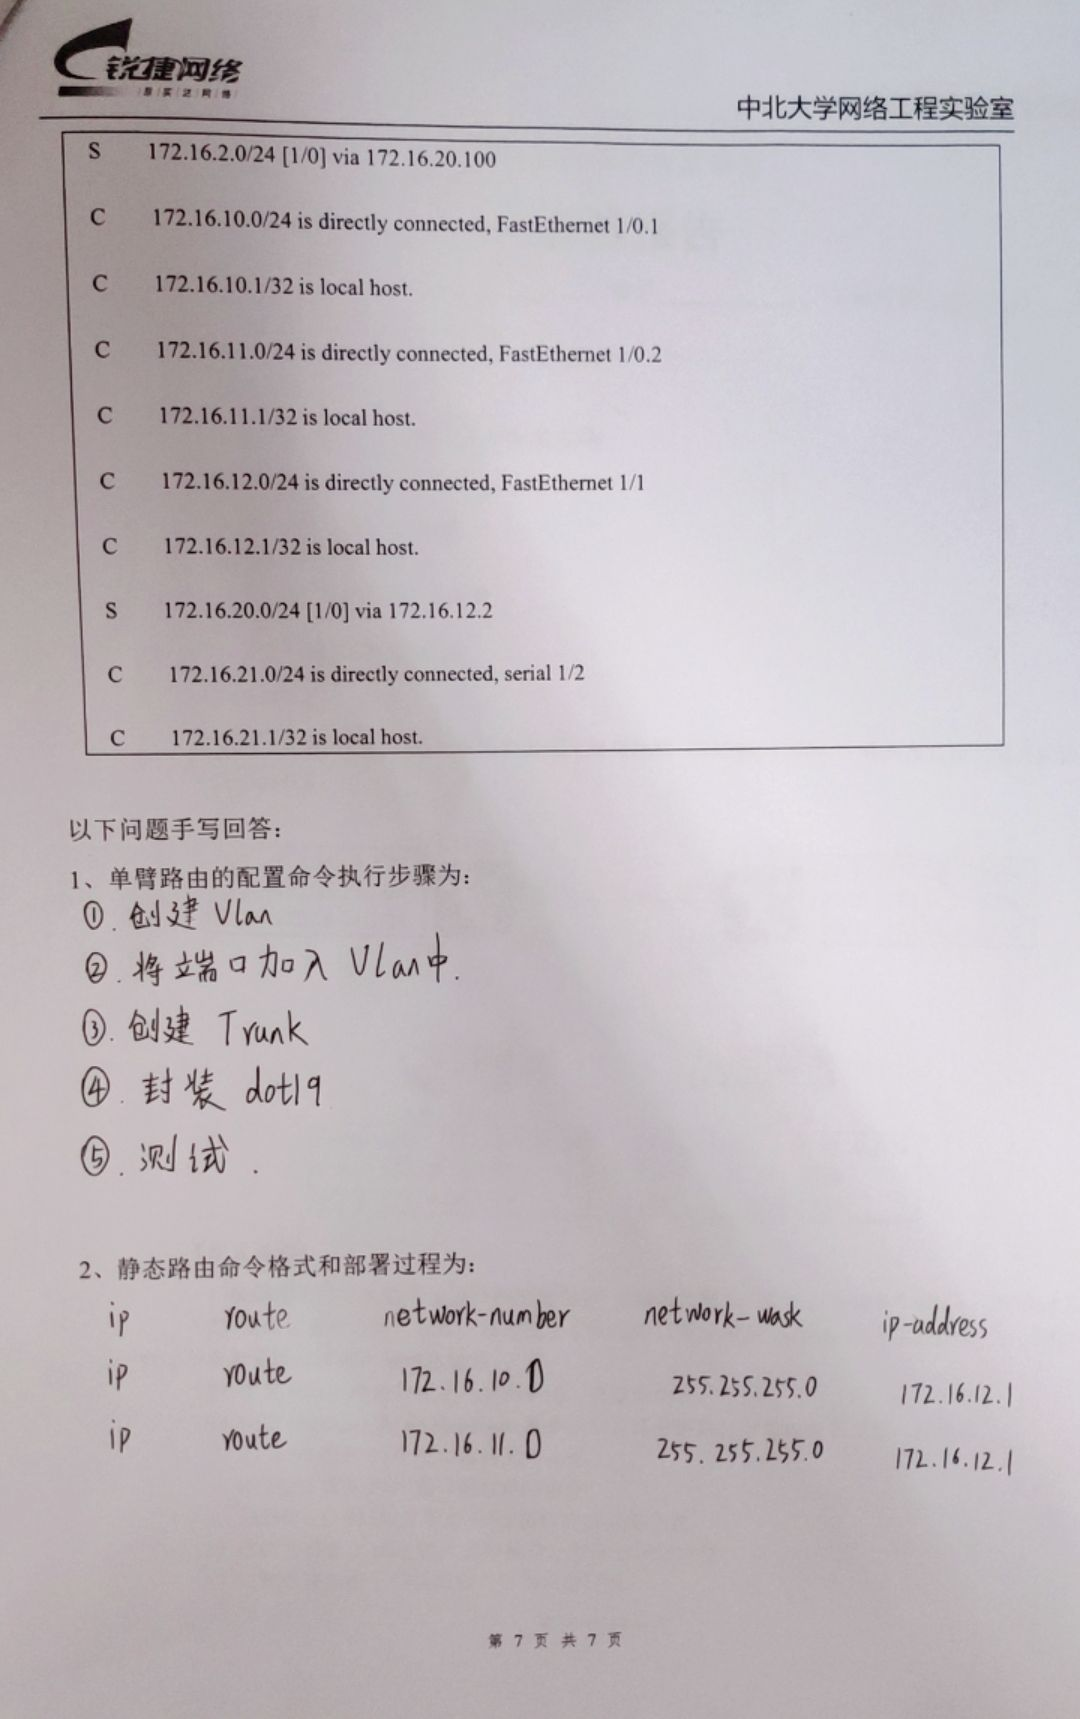 锐捷网络
中北大学网络工程实验室
S 172.16.2.0/24 [1/0] via 172.16.20.100
C 172.16.10.0/24 is directly connected, FastEthernet 1/0.1
C 172.16.10.1/32 is local host.
C 172.16.11.0/24 is directly connected, FastEthernet 1/0.2
C 172.16.11.1/32 is local host.
C 172.16.12.0/24 is directly connected, FastEthernet 1/1
C 172.16.12.1/32 is local host.
S 172.16.20.0/24 [1/0] via 172.16.12.2
C 172.16.21.0/24 is directly connected, serial 1/2
C 172.16.21.1/32 is local host.
以下问题手写回答：
1、单臂路由的配置命令执行步骤为：
①. 创建 Vlan
②. 将端口加入 Vlan中.
③. 创建 Trunk
④. 封装 dot1q
⑤. 测试.
2、静态路由命令格式和部署过程为：
ip route network-number network-wask ip-address
ip route 172.16.10.0 255.255.255.0 172.16.12.1
ip route 172.16.11.0 255.255.255.0 172.16.12.1
第 7 页 共 7 页